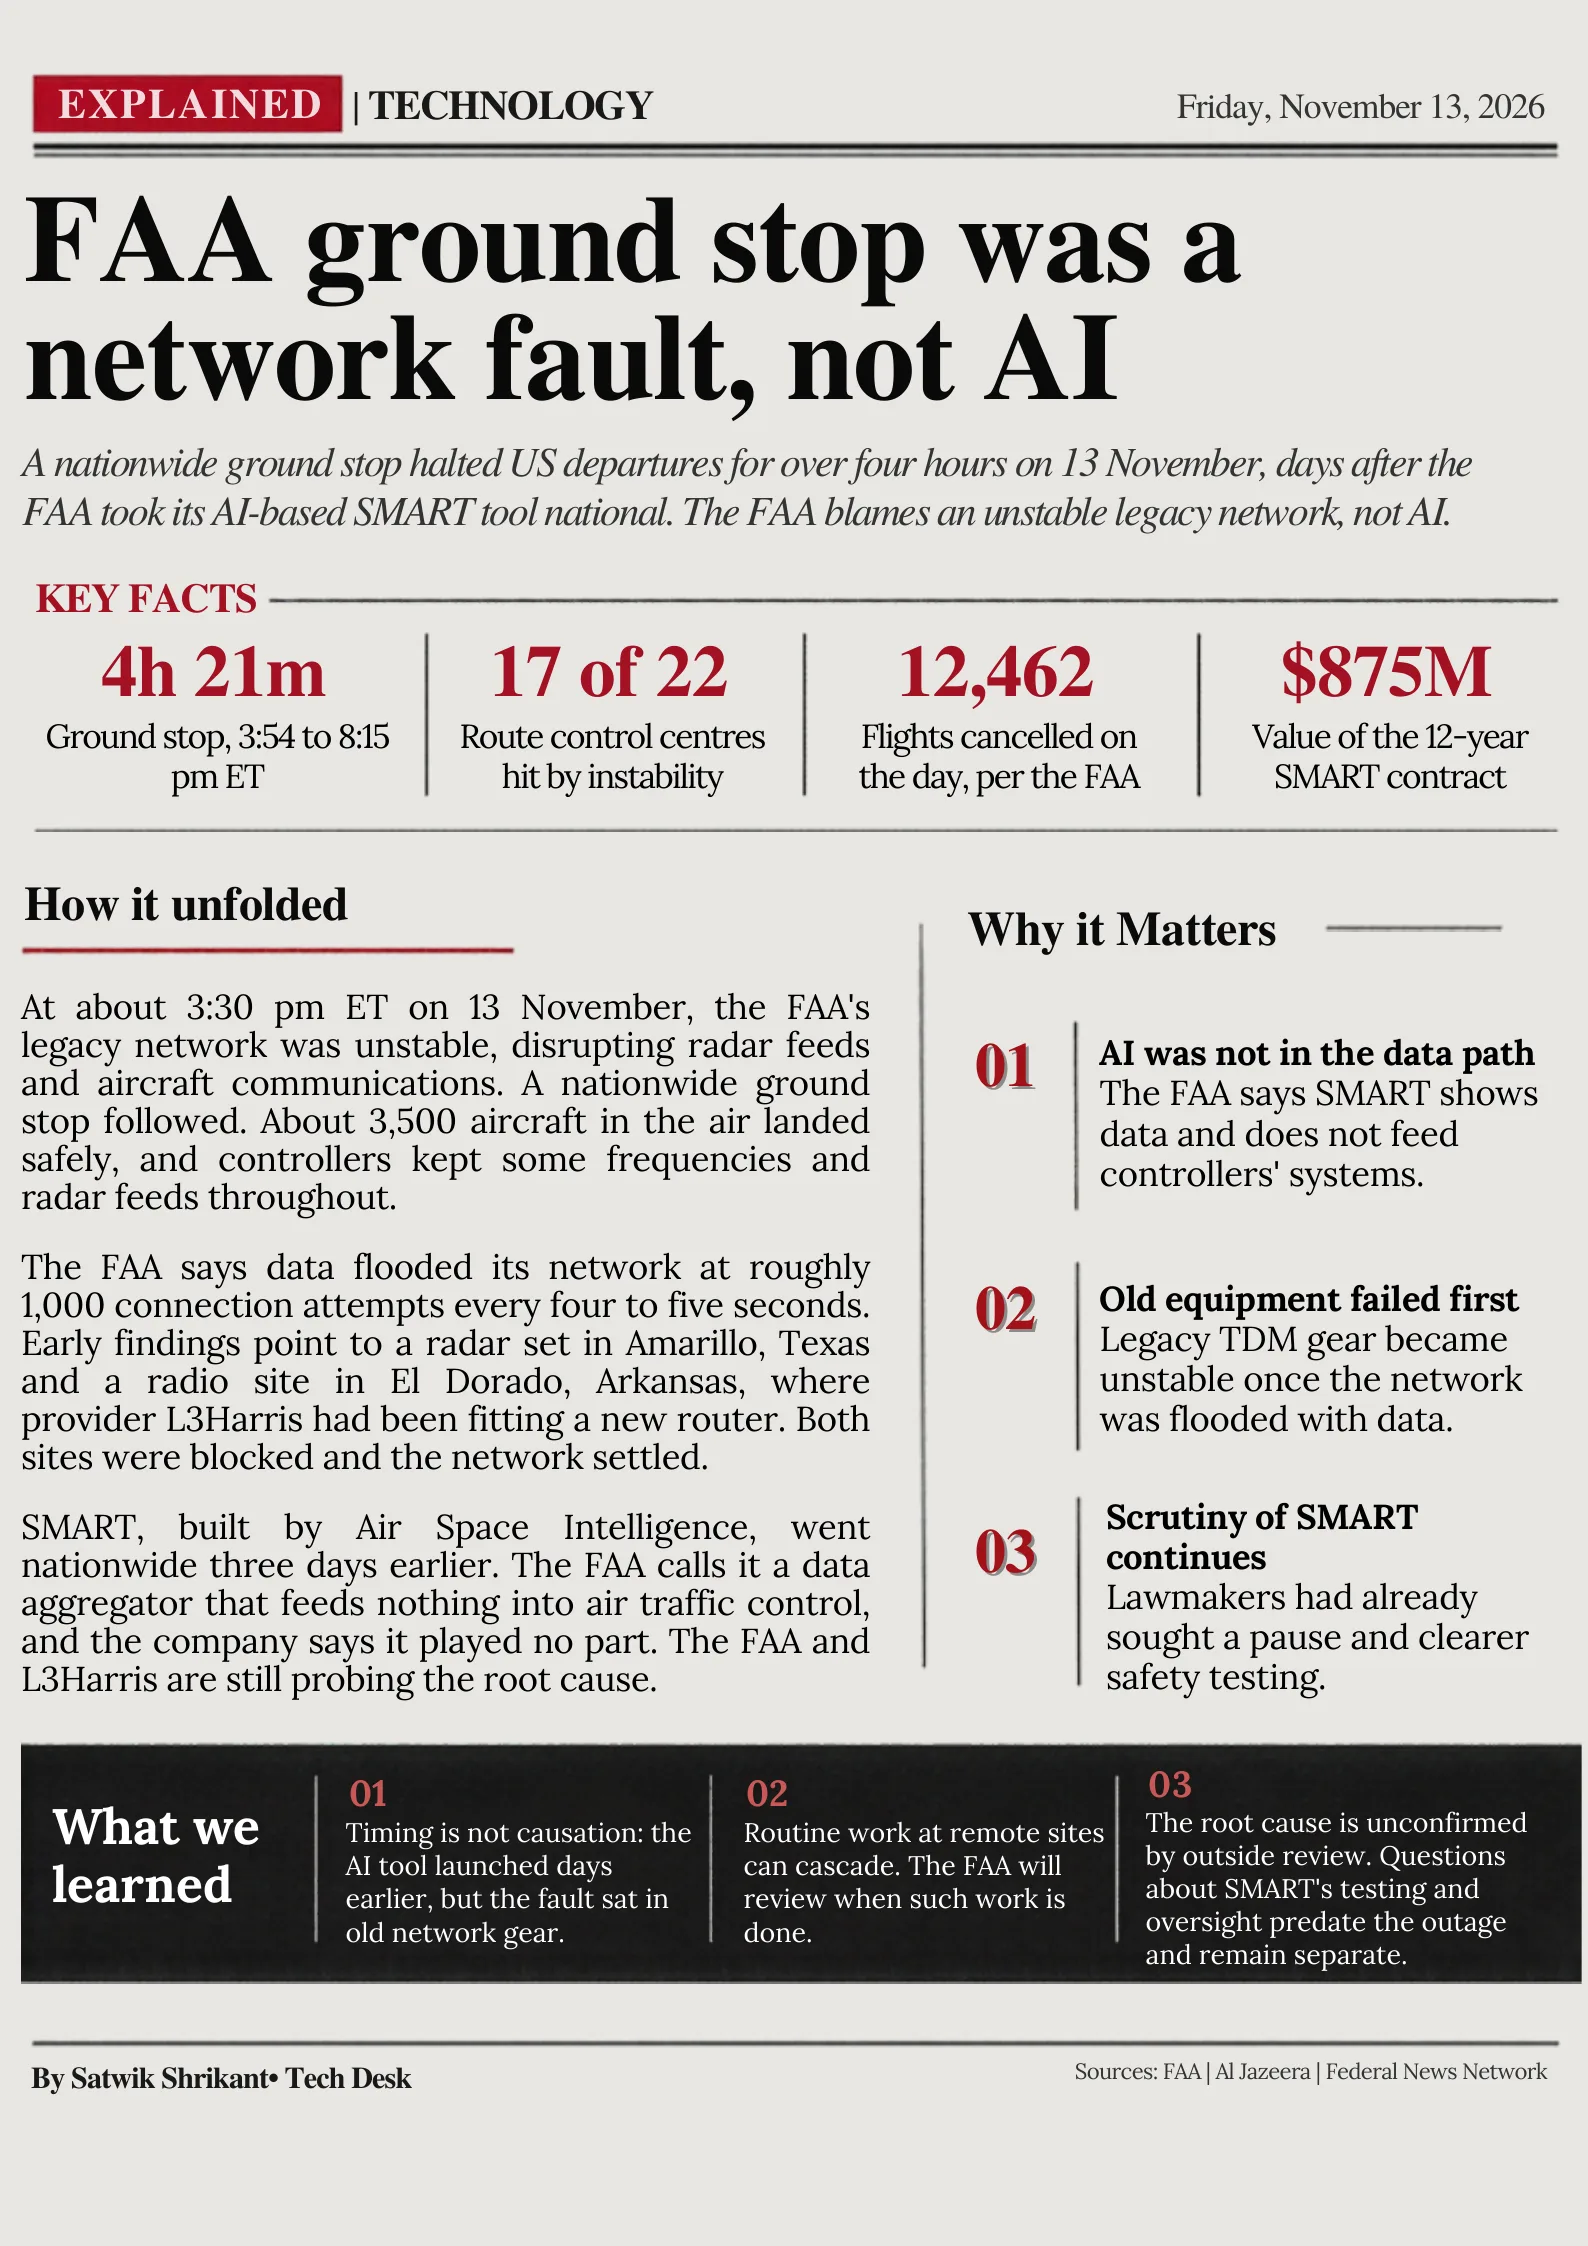 EXPLAINED | TECHNOLOGY
Friday, November 13, 2026
FAA ground stop was a
network fault, not AI
A nationwide ground stop halted US departures for over four hours on 13 November, days after the
FAA took its AI-based SMART tool national. The FAA blames an unstable legacy network, not AI.
KEY FACTS
4h 21m
Ground stop, 3:54 to 8:15
pm ET
17 of 22
Route control centres
hit by instability
12,462
Flights cancelled on
the day, per the FAA
$875M
Value of the 12-year
SMART contract
How it unfolded
At about 3:30 pm ET on 13 November, the FAA's
legacy network was unstable, disrupting radar feeds
and aircraft communications. A nationwide ground
stop followed. About 3,500 aircraft in the air landed
safely, and controllers kept some frequencies and
radar feeds throughout.
The FAA says data flooded its network at roughly
1,000 connection attempts every four to five seconds.
Early findings point to a radar set in Amarillo, Texas
and a radio site in El Dorado, Arkansas, where
provider L3Harris had been fitting a new router. Both
sites were blocked and the network settled.
SMART, built by Air Space Intelligence, went
nationwide three days earlier. The FAA calls it a data
aggregator that feeds nothing into air traffic control,
and the company says it played no part. The FAA and
L3Harris are still probing the root cause.
Why it Matters
01
AI was not in the data path
The FAA says SMART shows
data and does not feed
controllers' systems.
02
Old equipment failed first
Legacy TDM gear became
unstable once the network
was flooded with data.
03
Scrutiny of SMART
continues
Lawmakers had already
sought a pause and clearer
safety testing.
What we
learned
01
Timing is not causation: the
AI tool launched days
earlier, but the fault sat in
old network gear.
02
Routine work at remote sites
can cascade. The FAA will
review when such work is
done.
03
The root cause is unconfirmed
by outside review. Questions
about SMART's testing and
oversight predate the outage
and remain separate.
By Satwik Shrikant• Tech Desk
Sources: FAA | Al Jazeera | Federal News Network